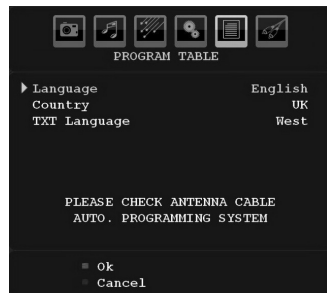 PROGRAM TABLE
Language English
Country UK
TXT Language West
PLEASE CHECK ANTENNA CABLE
AUTO. PROGRAMMING SYSTEM
Ok
Cancel